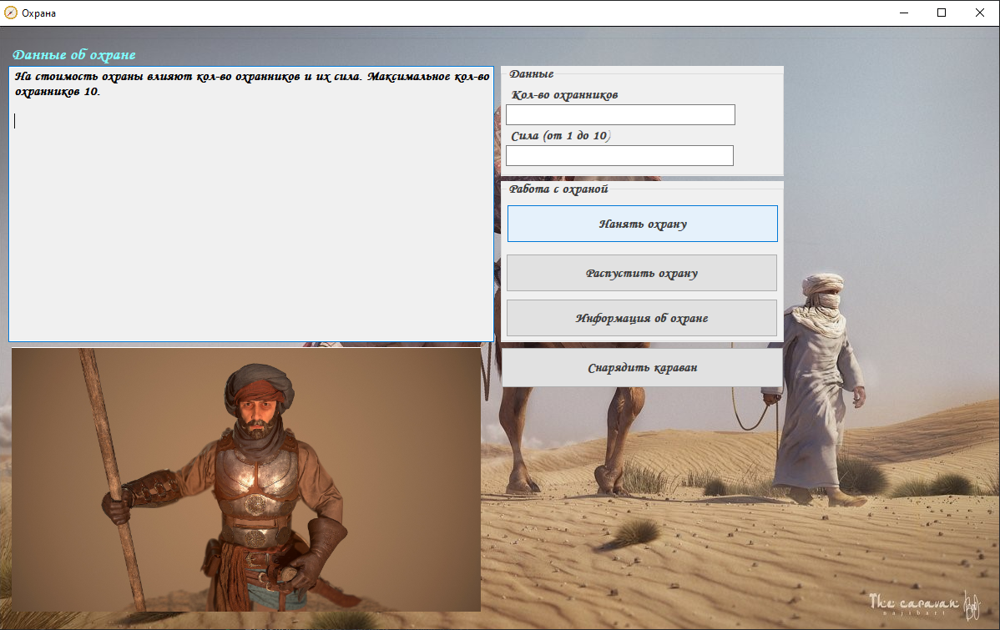 Охрана
Данные об охране
На стоимость охраны влияют кол-во охранников и их сила. Максимальное кол-во
охранников 10.
Данные
Кол-во охранников
Сила (от 1 до 10)
Работа с охраной
Нанять охрану
Распустить охрану
Информация об охране
Снарядить караван
The caravan
najibart